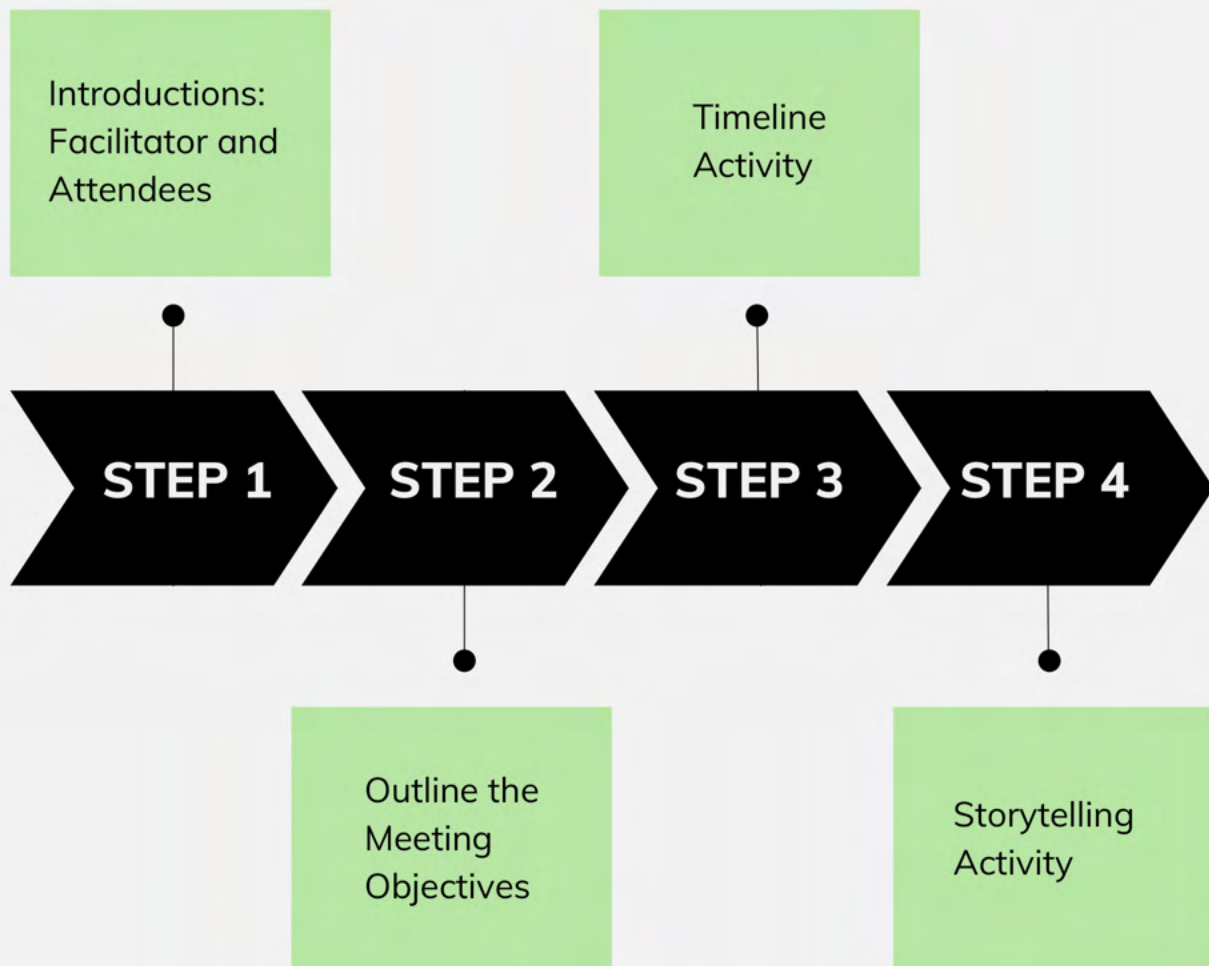 Introductions:
Facilitator and
Attendees
Timeline
Activity
STEP 1
STEP 2
STEP 3
STEP 4
Outline the
Meeting
Objectives
Storytelling
Activity